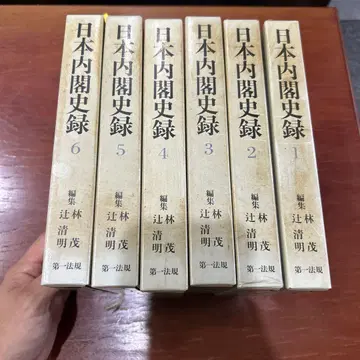 日本内閣史録
6
編集
林茂
辻清明
第一法規
日本内閣史録
5
編集
林茂
辻清明
第一法規
日本内閣史録
4
編集
林茂
辻清明
第一法規
日本内閣史録
3
編集
林茂
辻清明
第一法規
日本内閣史録
2
編集
林茂
辻清明
第一法規
日本内閣史録
1
編集
林茂
辻清明
第一法規